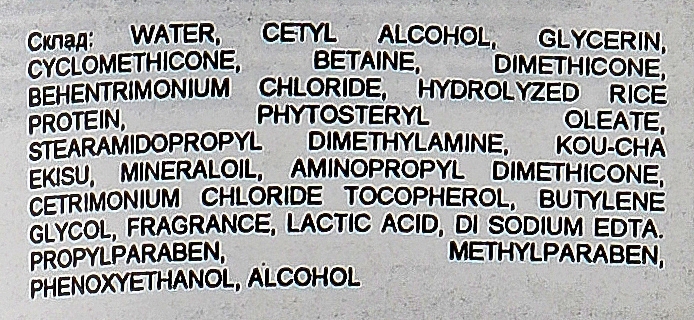 Склад: WATER, CETYL ALCOHOL, GLYCERIN,
CYCLOMETHICONE, BETAINE, DIMETHICONE,
BEHENTRIMONIUM CHLORIDE, HYDROLYZED RICE
PROTEIN, PHYTOSTERYL OLEATE,
STEARAMIDOPROPYL DIMETHYLAMINE, KOU-CHA
EKISU, MINERALOIL, AMINOPROPYL DIMETHICONE,
CETRIMONIUM CHLORIDE TOCOPHEROL, BUTYLENE
GLYCOL, FRAGRANCE, LACTIC ACID, DI SODIUM EDTA.
PROPYLPARABEN, METHYLPARABEN,
PHENOXYETHANOL, ALCOHOL